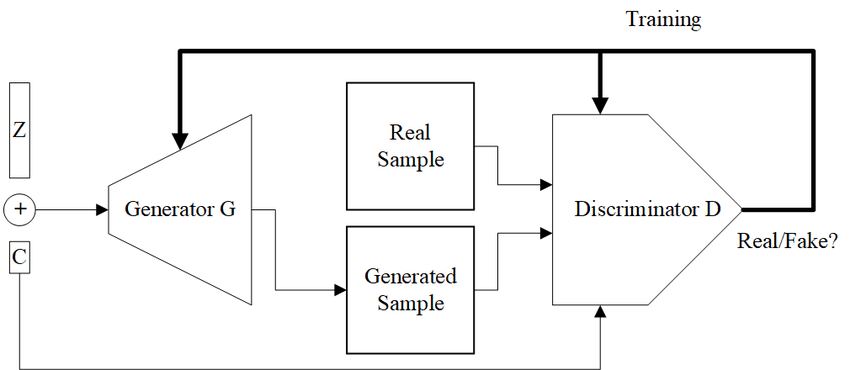 Training
Z
+
C
Generator G
Real
Sample
Generated
Sample
Discriminator D
Real/Fake?